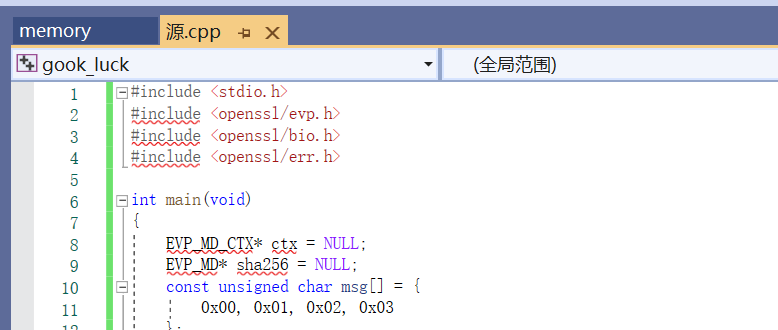 memory 源.cpp
gook_luck (全局范围)
1 #include <stdio.h>
2 #include <openssl/evp.h>
3 #include <openssl/bio.h>
4 #include <openssl/err.h>
5
6 int main(void)
7 {
8 EVP_MD_CTX* ctx = NULL;
9 EVP_MD* sha256 = NULL;
10 const unsigned char msg[] = {
11 0x00, 0x01, 0x02, 0x03
12 };